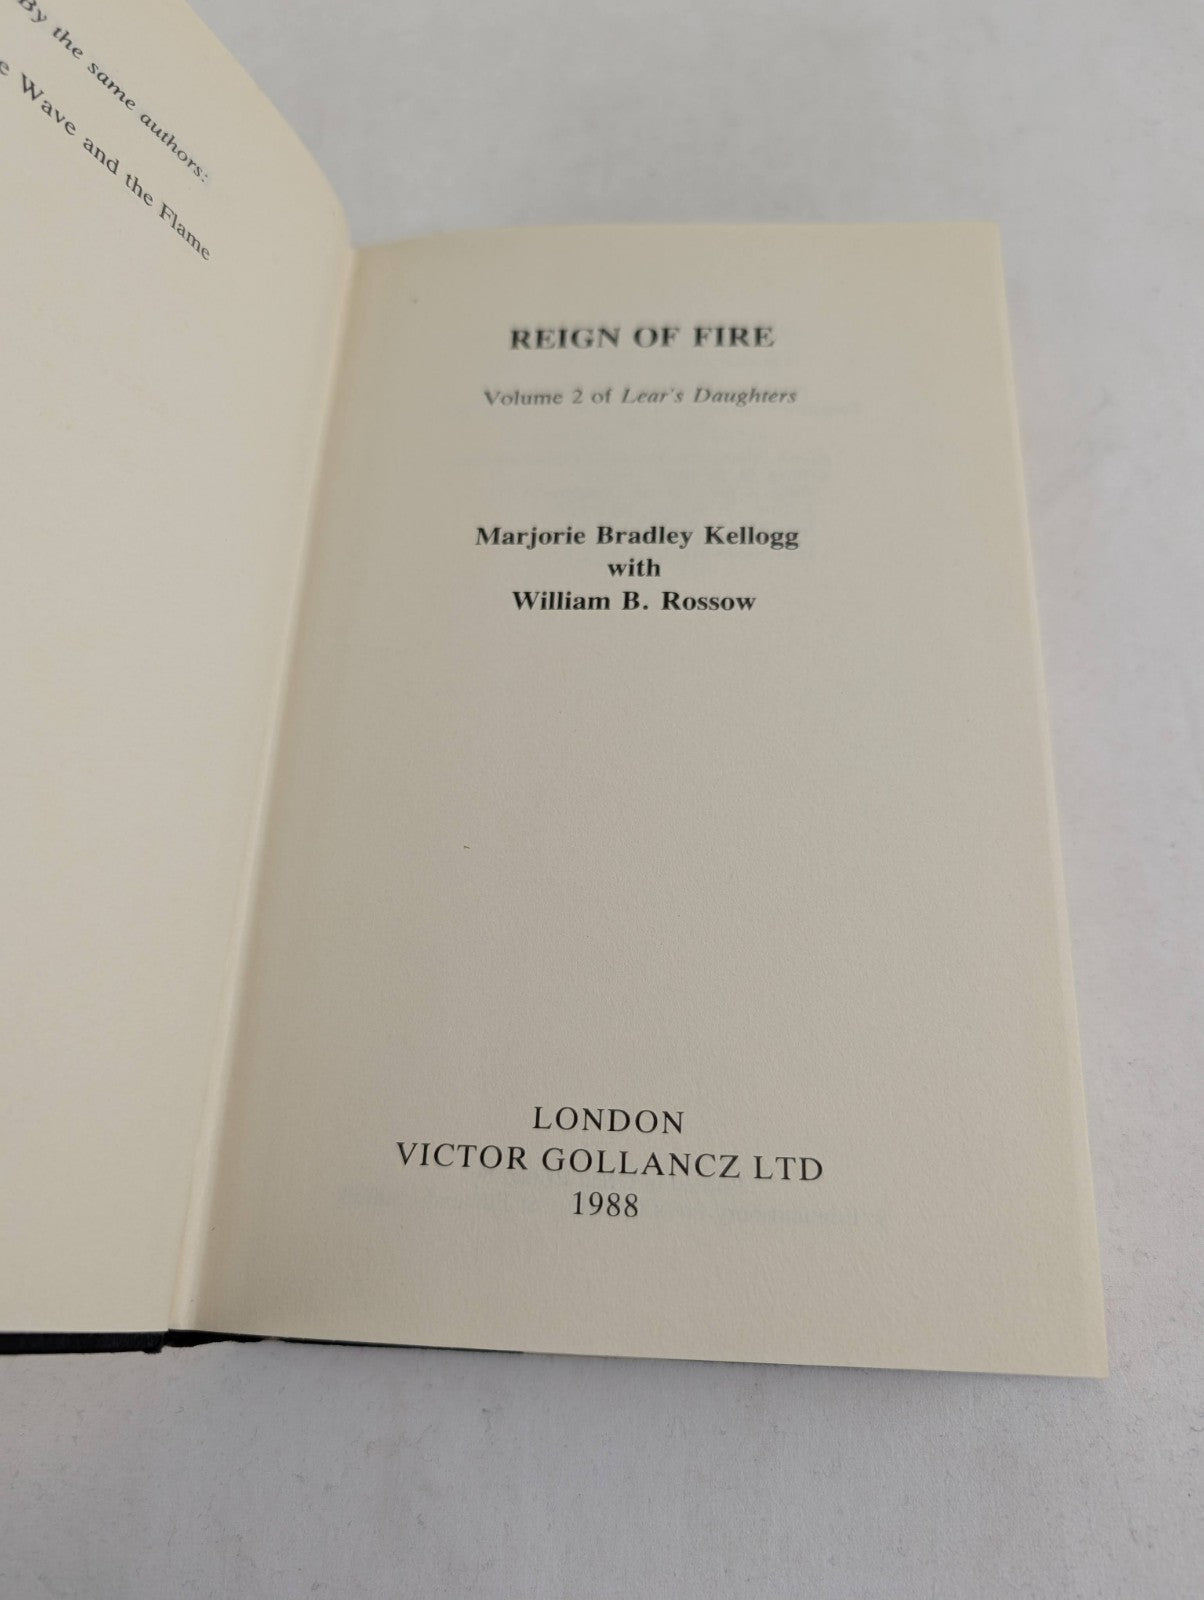 By the same authors:
Wave and the Flame
REIGN OF FIRE
Volume 2 of Lear's Daughters
Marjorie Bradley Kellogg
with
William B. Rossow
LONDON
VICTOR GOLLANCZ LTD
1988